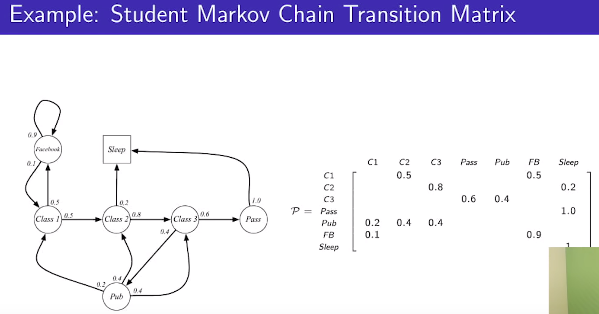 Example: Student Markov Chain Transition Matrix
0.9
Facebook
0.1
Sleep
0.5
0.2
1.0
Class 1
0.5
Class 2
0.8
Class 3
0.6
Pass
0.4
0.2
0.4
Pub
0.4
C1 C2 C3 Pass Pub FB Sleep
C1 0.5 0.5
C2 0.8 0.2
C3 0.6 0.4
P = Pass 1.0
Pub 0.2 0.4 0.4
FB 0.1 0.9
Sleep 1